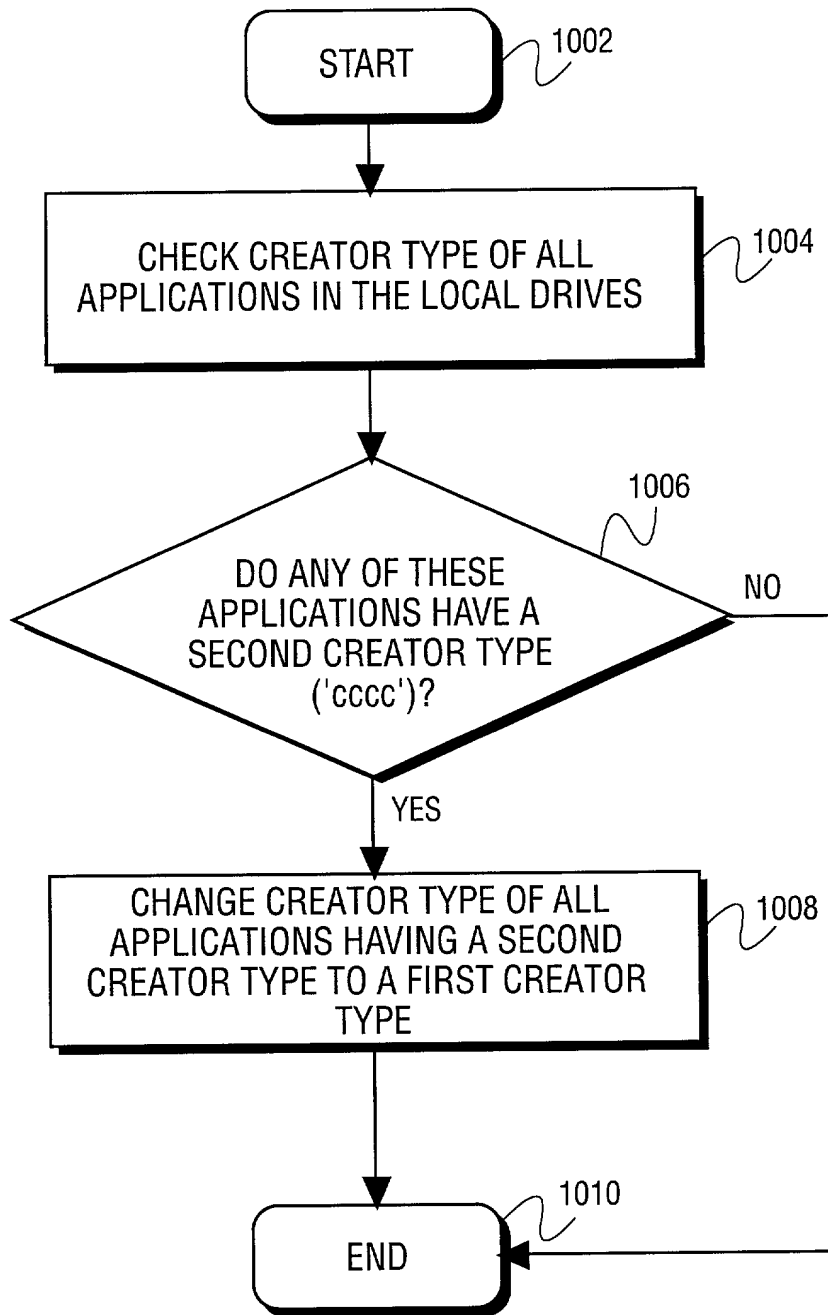 START
1002
CHECK CREATOR TYPE OF ALL
APPLICATIONS IN THE LOCAL DRIVES
1004
1006
DO ANY OF THESE
APPLICATIONS HAVE A
SECOND CREATOR TYPE
('cccc')?
NO
YES
CHANGE CREATOR TYPE OF ALL
APPLICATIONS HAVING A SECOND
CREATOR TYPE TO A FIRST CREATOR
TYPE
1008
1010
END